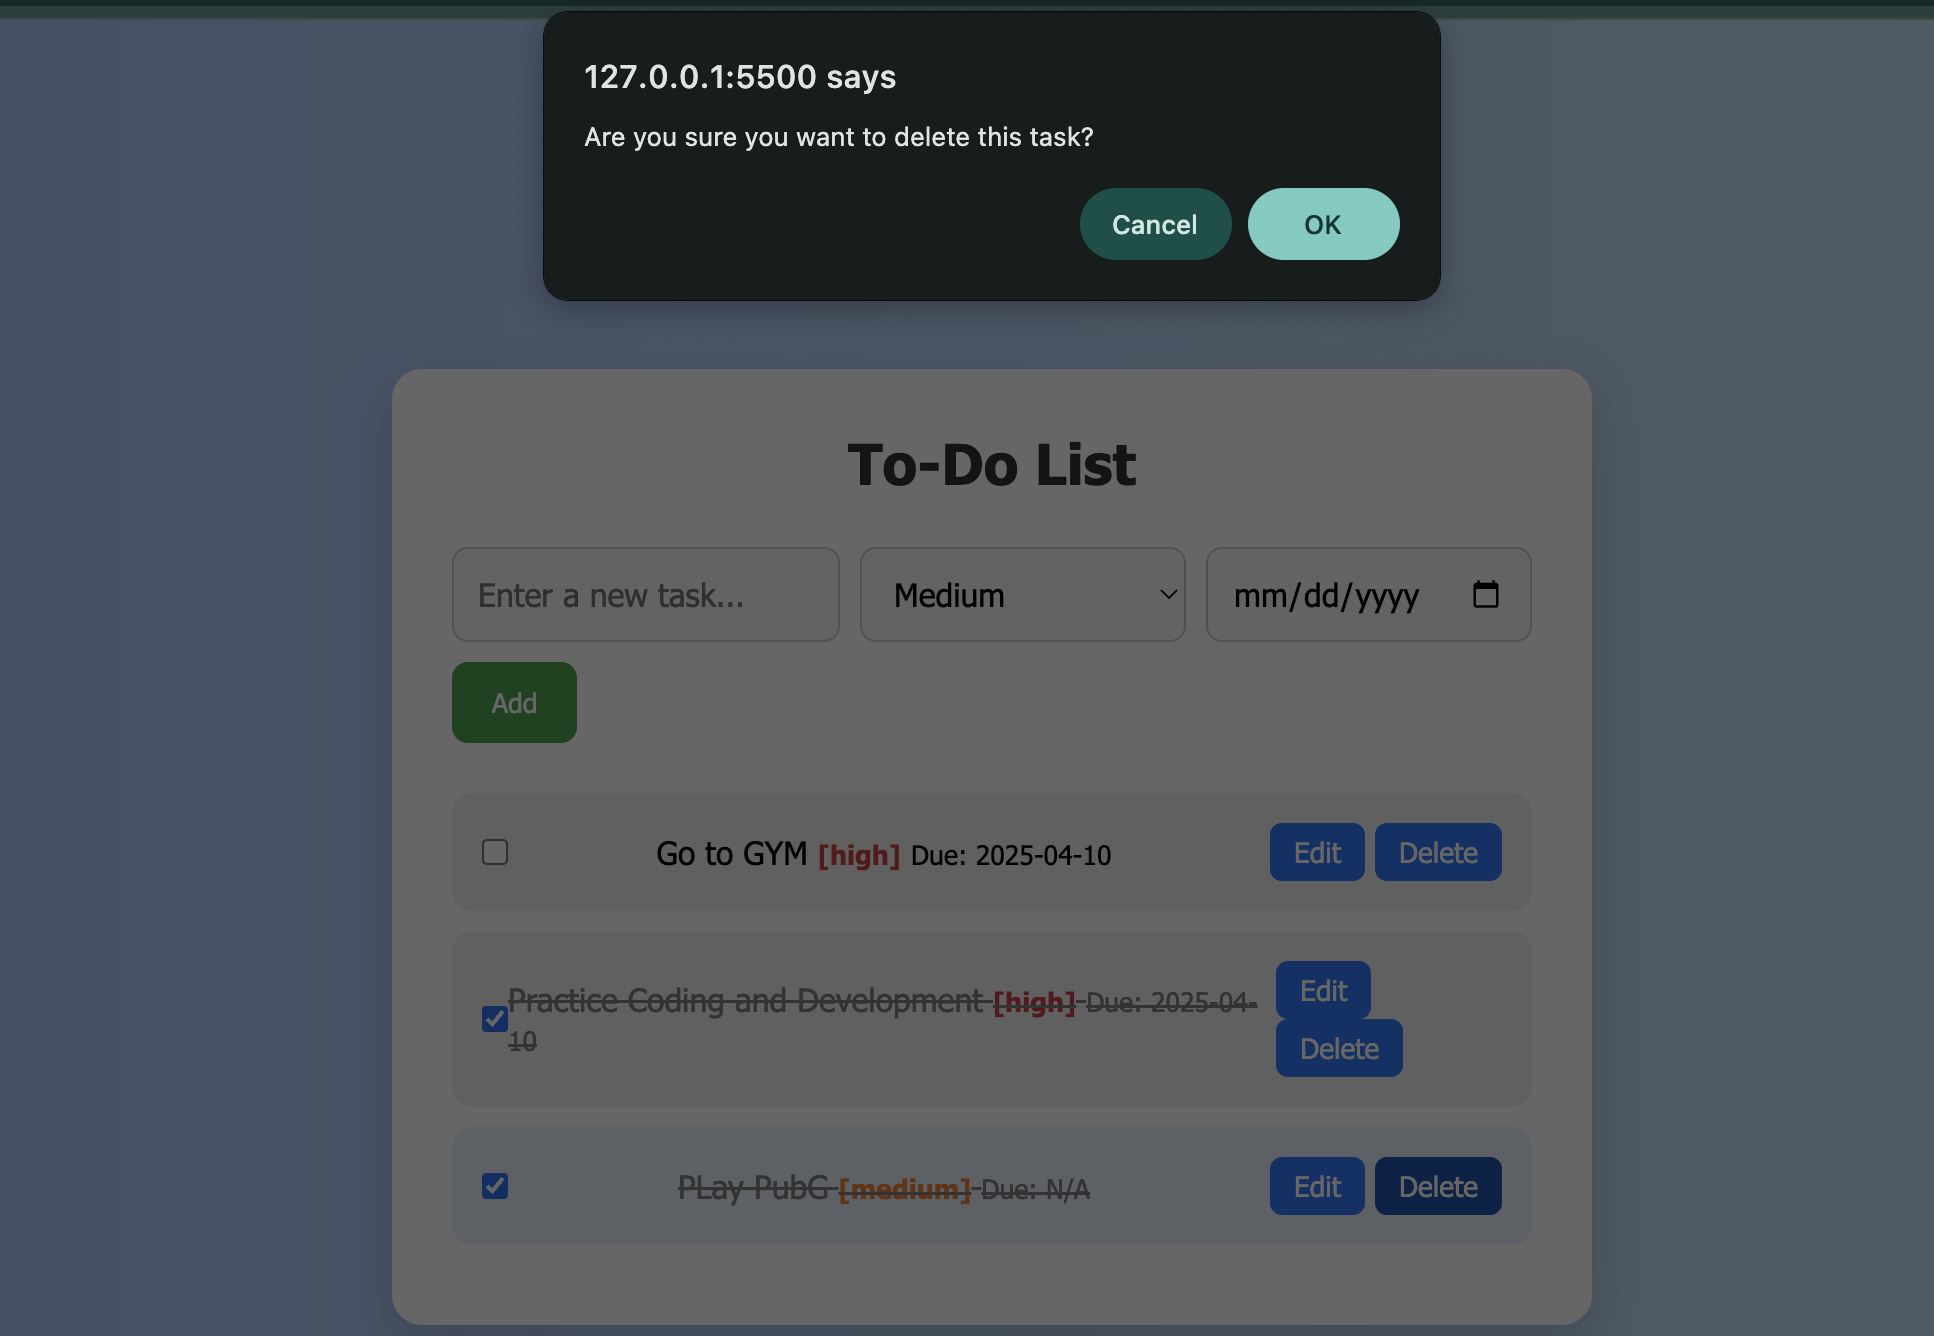 127.0.0.1:5500 says
Are you sure you want to delete this task?
Cancel
OK
To-Do List
Enter a new task...
Medium
mm/dd/yyyy
Add
Go to GYM [high] Due: 2025-04-10
Edit
Delete
Practice Coding and Development [high] Due: 2025-04-
10
Edit
Delete
PLay PubG [medium] Due: N/A
Edit
Delete